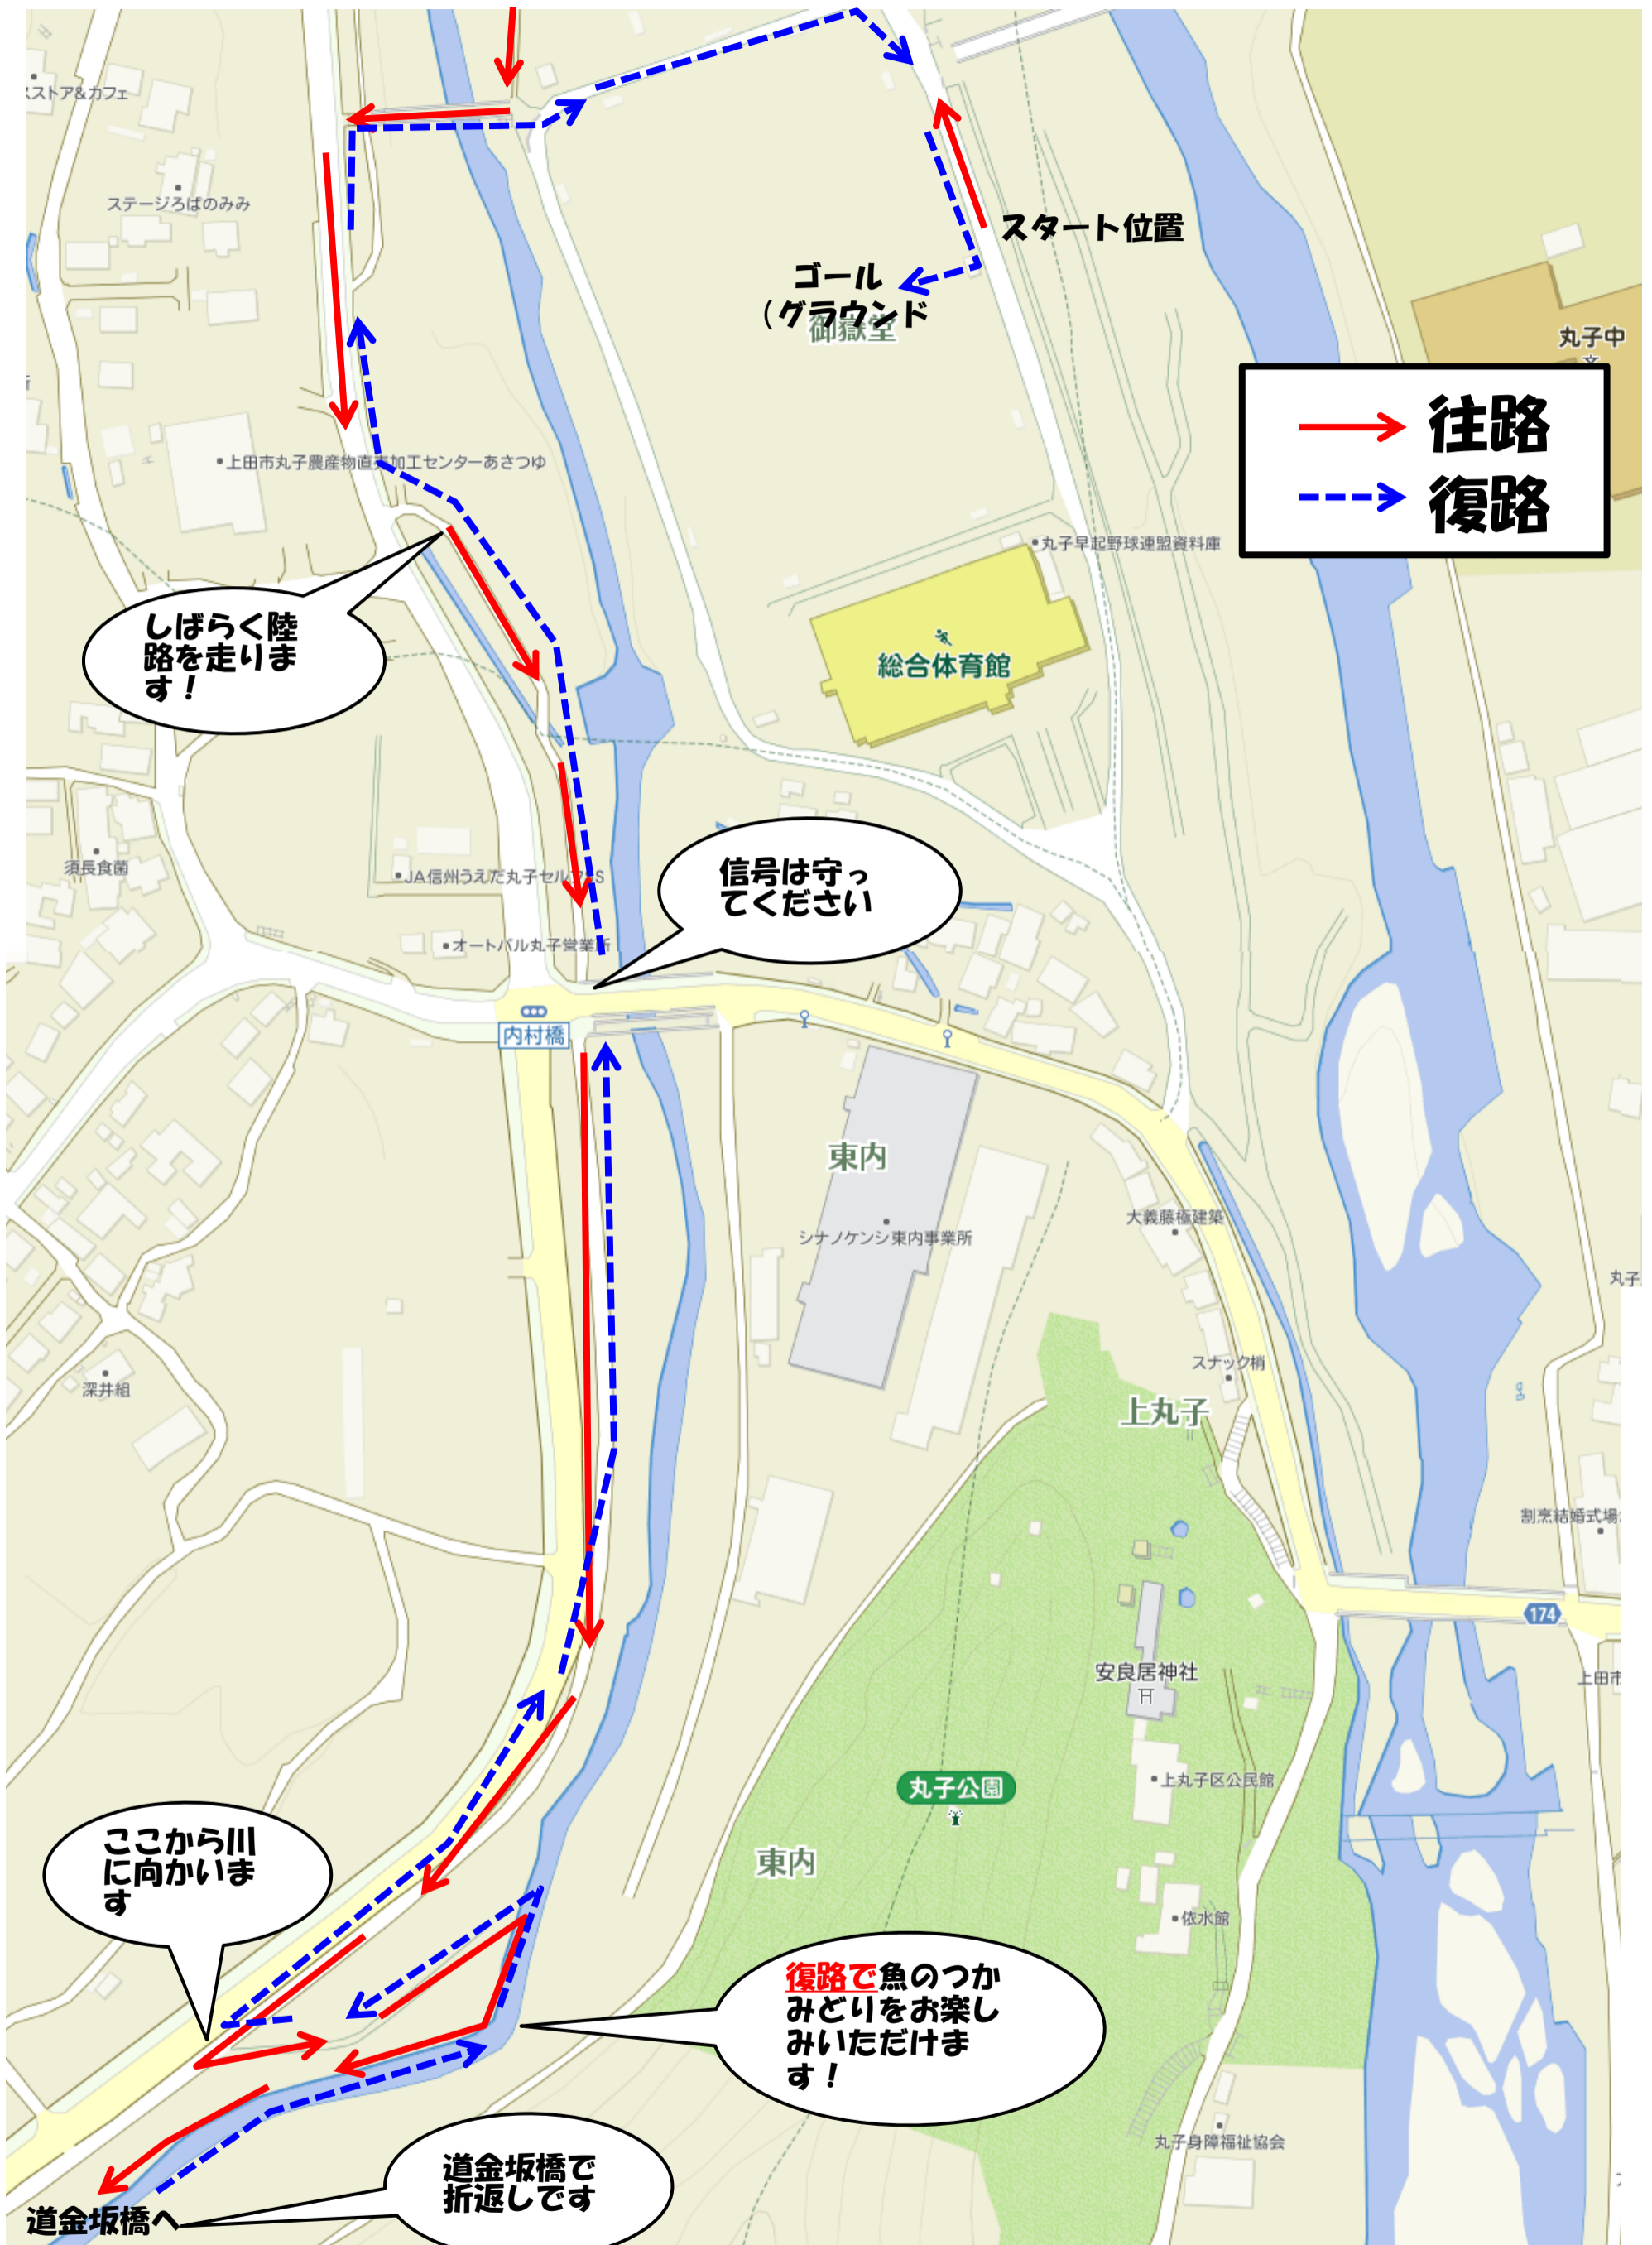 ストア&カフェ
ステージろばのみみ
スタート位置
ゴール
（グラウンド
御嶽堂
丸子中
文
往路
復路
上田市丸子農産物直売加工センターあさつゆ
丸子早起野球連盟資料庫
しばらく陸
路を走りま
す！
総合体育館
須長食菌
JA信州うえだ丸子セルフSS
信号は守っ
てください
オートパル丸子営業所
内村橋
東内
シナノケンシ東内事業所
大義藤極建築
丸子
スナック梢
深井組
上丸子
割烹結婚式場
174
安良居神社
上田市
丸子公園
上丸子区公民館
ここから川
に向かいま
す
東内
依水館
復路で魚のつか
みどりをお楽し
みいただけま
す！
丸子身障福祉協会
道金坂橋で
折返しです
道金坂橋へ